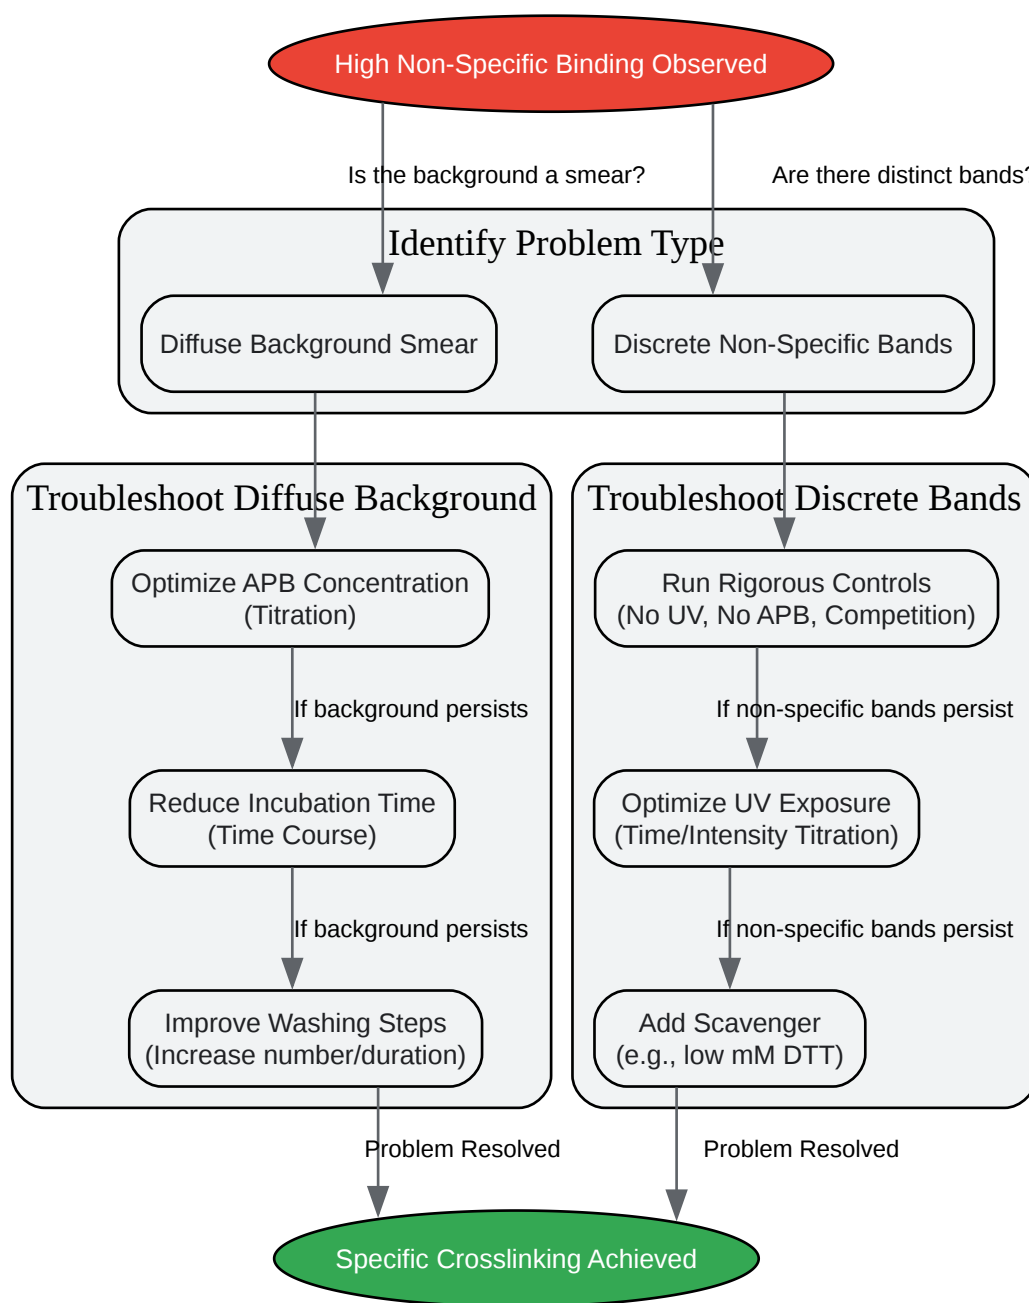 High Non-Specific Binding Observed
Is the background a smear?
Are there distinct bands?
Identify Problem Type
Diffuse Background Smear
Discrete Non-Specific Bands
Troubleshoot Diffuse Background
Optimize APB Concentration
(Titration)
If background persists
Reduce Incubation Time
(Time Course)
If background persists
Improve Washing Steps
(Increase number/duration)
Troubleshoot Discrete Bands
Run Rigorous Controls
(No UV, No APB, Competition)
If non-specific bands persist
Optimize UV Exposure
(Time/Intensity Titration)
If non-specific bands persist
Add Scavenger
(e.g., low mM DTT)
Problem Resolved
Problem Resolved
Specific Crosslinking Achieved